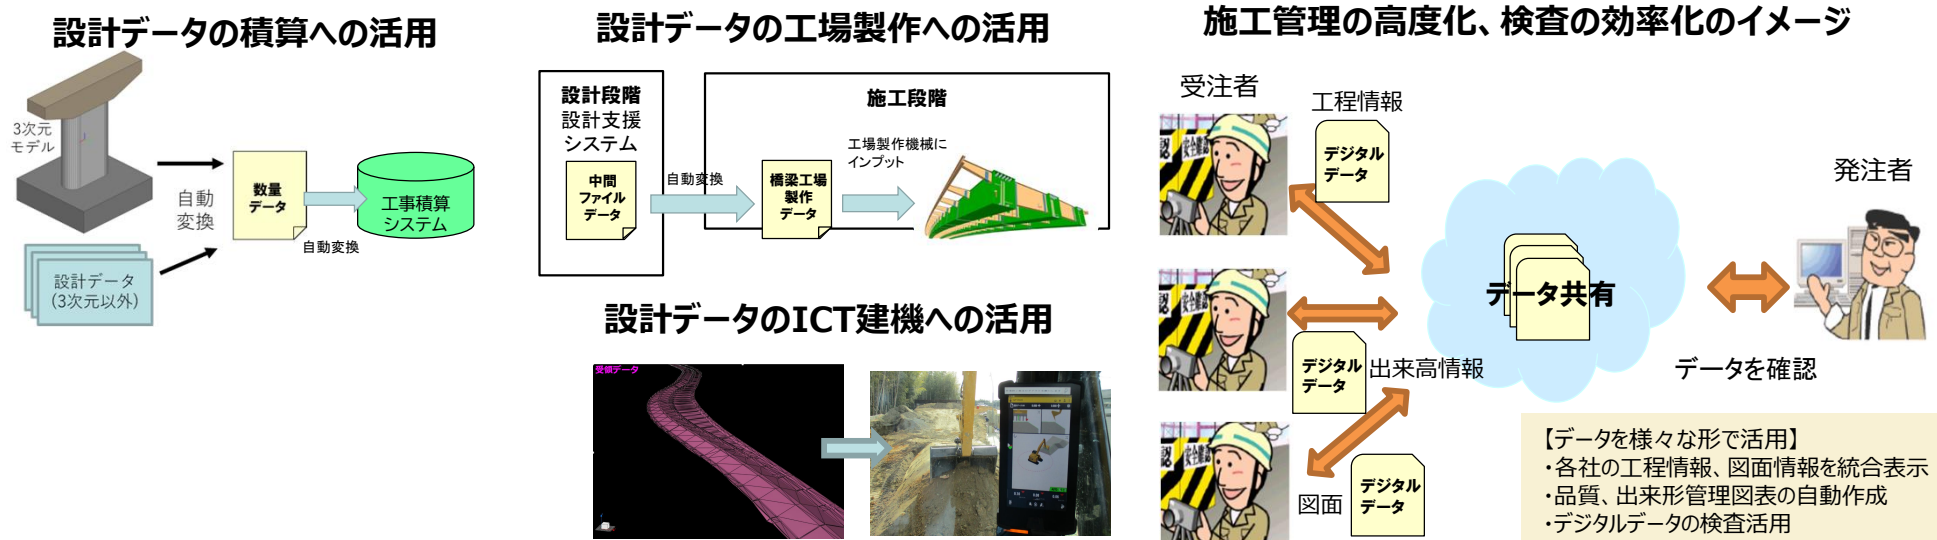 設計データの積算への活用
3次元
モデル
自動
変換
設計データ
(3次元以外)
数量
データ
自動変換
工事積算
システム
設計データの工場製作への活用
設計段階
設計支援
システム
中間
ファイル
データ
自動変換
施工段階
橋梁工場
製作
データ
工場製作機械に
インプット
設計データのICT建機への活用
受領データ
施工管理の高度化、検査の効率化のイメージ
受注者
工程情報
デジタル
データ
デジタル
データ
出来高情報
図面
デジタル
データ
データ共有
発注者
データを確認
【データを様々な形で活用】
・各社の工程情報、図面情報を統合表示
・品質、出来形管理図表の自動作成
・デジタルデータの検査活用